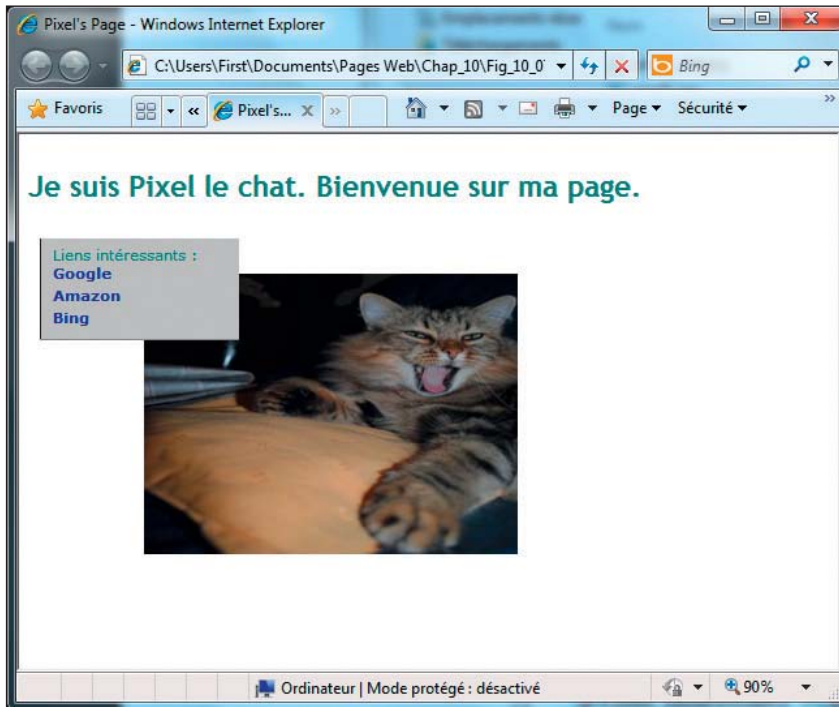 Pixel's Page - Windows Internet Explorer
C:\Users\First\Documents\Pages Web\Chap_10\Fig_10_0
Bing
Favoris
Pixel's...
Page
Sécurité
Je suis Pixel le chat. Bienvenue sur ma page.
Liens intéressants :
Google
Amazon
Bing
Ordinateur | Mode protégé : désactivé
90%